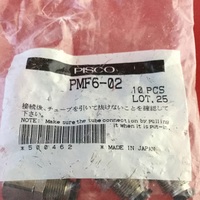 PISCO
PMF6-02
10 PCS
LOT.25
接続後、チューブを引いて抜けないことを確認して
下さい。
NOTE: Make sure the tube connection by pulling
it when it is
*500462
MADE IN JAPAN